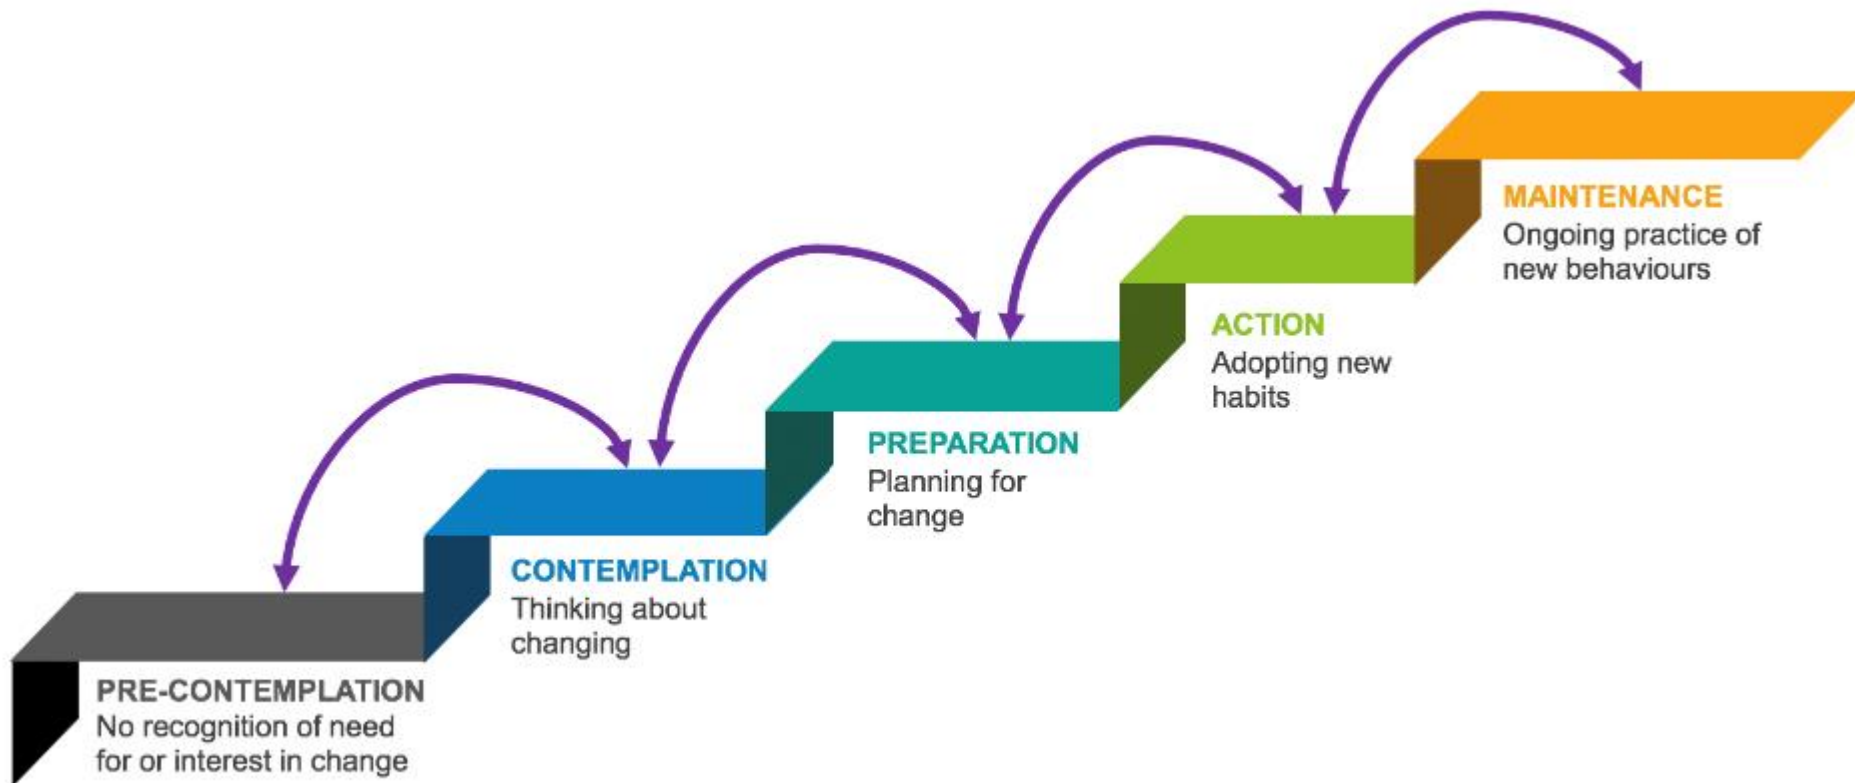 PRE-CONTEMPLATION
No recognition of need
for or interest in change
CONTEMPLATION
Thinking about
changing
PREPARATION
Planning for
change
ACTION
Adopting new
habits
MAINTENANCE
Ongoing practice of
new behaviours